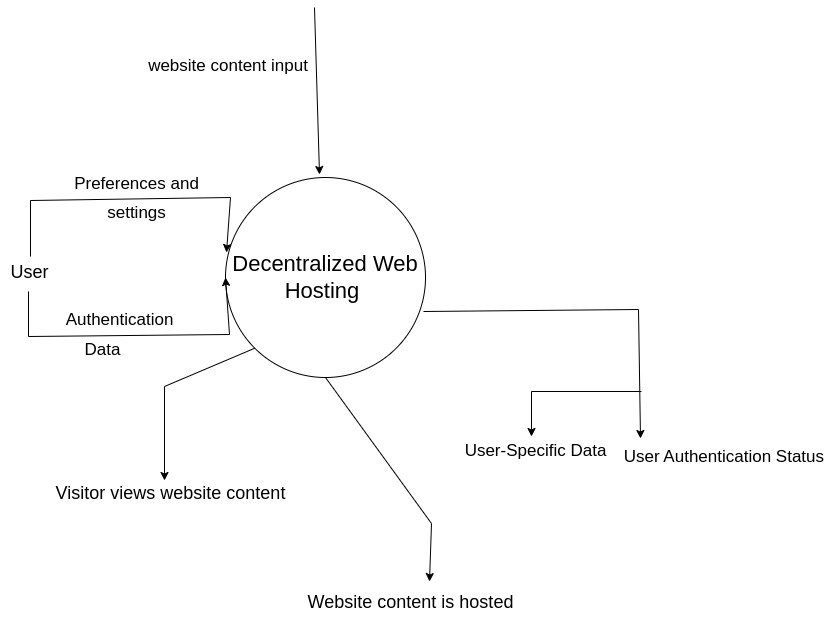 website content input
Preferences and
settings
User
Decentralized Web
Hosting
Authentication
Data
User-Specific Data
User Authentication Status
Visitor views website content
Website content is hosted